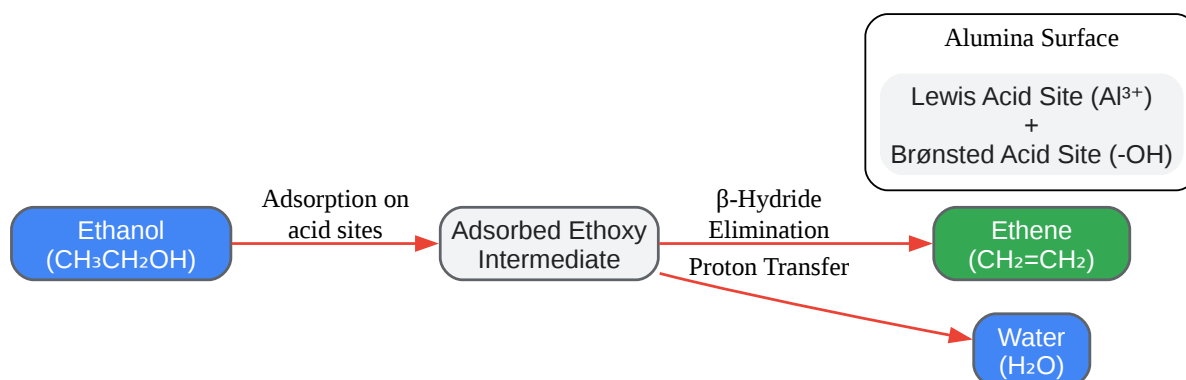 Alumina Surface
Lewis Acid Site (Al³⁺)
+
Brønsted Acid Site (-OH)
Ethanol
(CH₃CH₂OH)
Adsorption on
acid sites
Adsorbed Ethoxy
Intermediate
β-Hydride
Elimination
Proton Transfer
Ethene
(CH₂=CH₂)
Water
(H₂O)